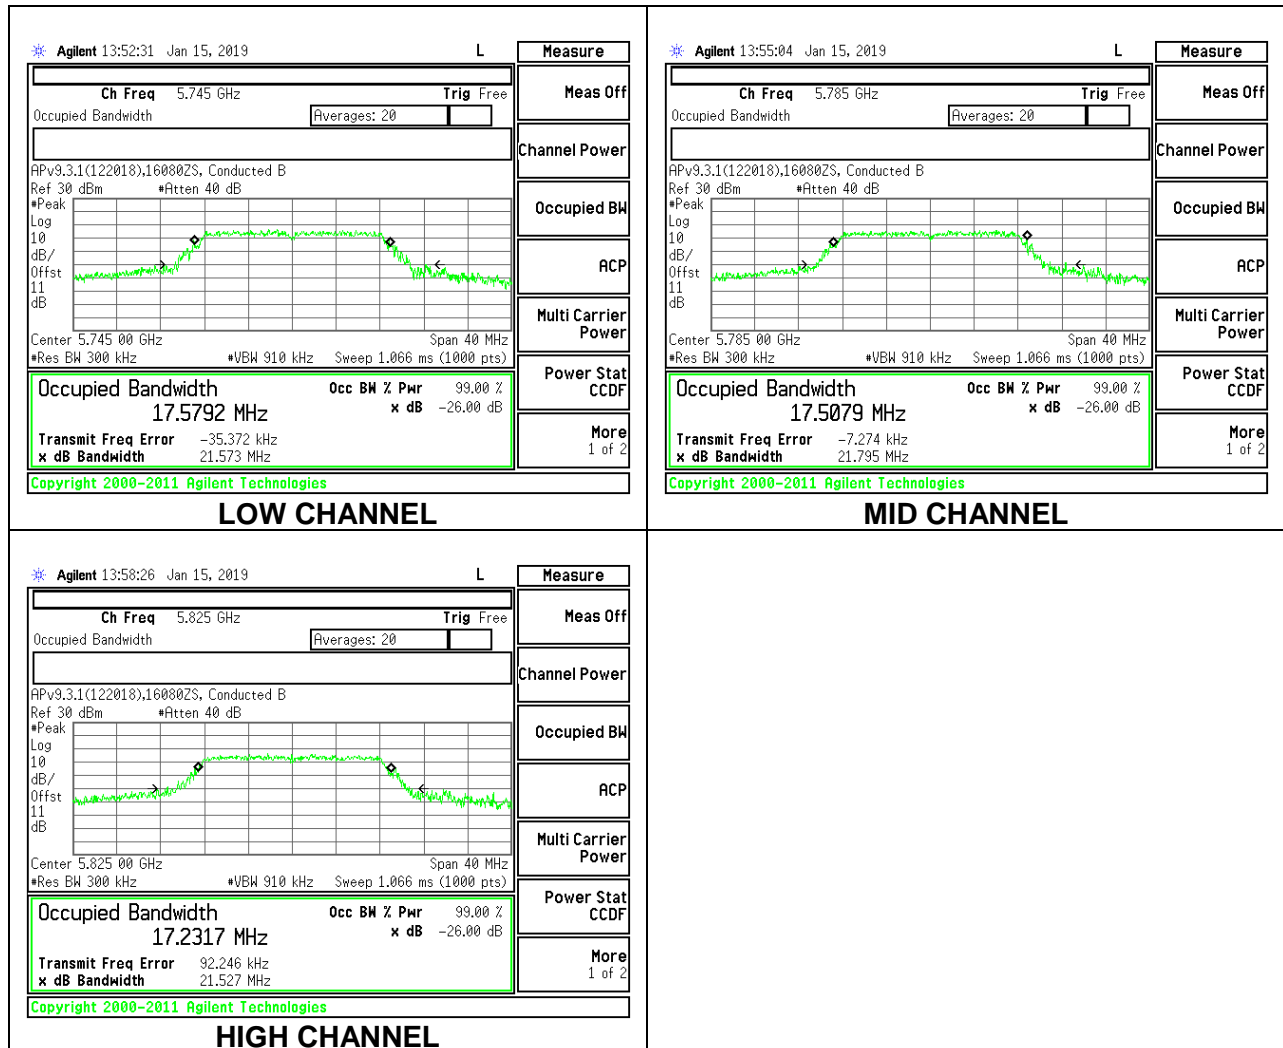 Agilent 13:52:31 Jan 15, 2019 L Measure
Ch Freq 5.745 GHz Trig Free
Meas Off
Occupied Bandwidth Averages: 20
Channel Power
APv9.3.1(122018),16080ZS, Conducted B
Ref 30 dBm #Atten 40 dB
#Peak
Occupied BW
Log
10
dB/
ACP
Offst
11
dB
Multi Carrier
Power
Center 5.745 00 GHz Span 40 MHz
#Res BW 300 kHz #VBW 910 kHz Sweep 1.066 ms (1000 pts)
Power Stat
CCDF
Occupied Bandwidth Occ BW % Pwr 99.00 %
17.5792 MHz x dB -26.00 dB
More
1 of 2
Transmit Freq Error -35.372 kHz
x dB Bandwidth 21.573 MHz
Copyright 2000-2011 Agilent Technologies
LOW CHANNEL
Agilent 13:55:04 Jan 15, 2019 L Measure
Ch Freq 5.785 GHz Trig Free
Meas Off
Occupied Bandwidth Averages: 20
Channel Power
APv9.3.1(122018),16080ZS, Conducted B
Ref 30 dBm #Atten 40 dB
#Peak
Occupied BW
Log
10
dB/
ACP
Offst
11
dB
Multi Carrier
Power
Center 5.785 00 GHz Span 40 MHz
#Res BW 300 kHz #VBW 910 kHz Sweep 1.066 ms (1000 pts)
Power Stat
CCDF
Occupied Bandwidth Occ BW % Pwr 99.00 %
17.5079 MHz x dB -26.00 dB
More
1 of 2
Transmit Freq Error -7.274 kHz
x dB Bandwidth 21.795 MHz
Copyright 2000-2011 Agilent Technologies
MID CHANNEL
Agilent 13:58:26 Jan 15, 2019 L Measure
Ch Freq 5.825 GHz Trig Free
Meas Off
Occupied Bandwidth Averages: 20
Channel Power
APv9.3.1(122018),16080ZS, Conducted B
Ref 30 dBm #Atten 40 dB
#Peak
Occupied BW
Log
10
dB/
ACP
Offst
11
dB
Multi Carrier
Power
Center 5.825 00 GHz Span 40 MHz
#Res BW 300 kHz #VBW 910 kHz Sweep 1.066 ms (1000 pts)
Power Stat
CCDF
Occupied Bandwidth Occ BW % Pwr 99.00 %
17.2317 MHz x dB -26.00 dB
More
1 of 2
Transmit Freq Error 92.246 kHz
x dB Bandwidth 21.527 MHz
Copyright 2000-2011 Agilent Technologies
HIGH CHANNEL